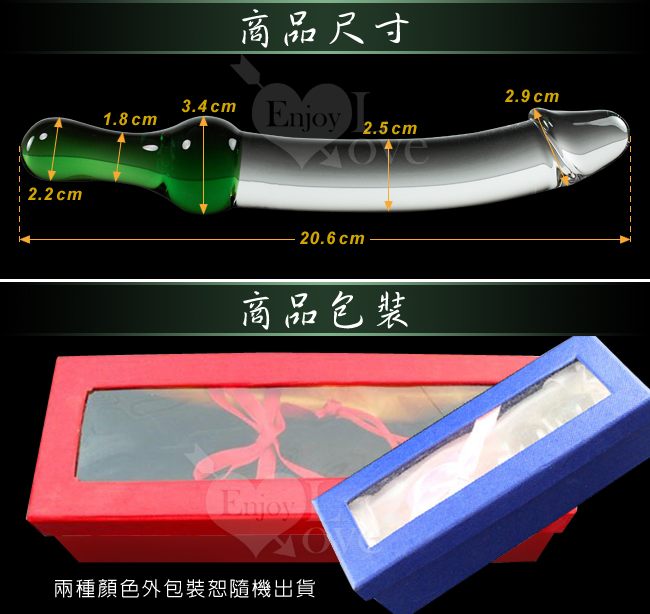 商品尺寸
3.4cm
2.9cm
1.8cm
2.5cm
Enjoy I
Love
2.2cm
20.6cm
商品包裝
Enjoy I
Love
兩種顏色外包裝恕隨機出貨